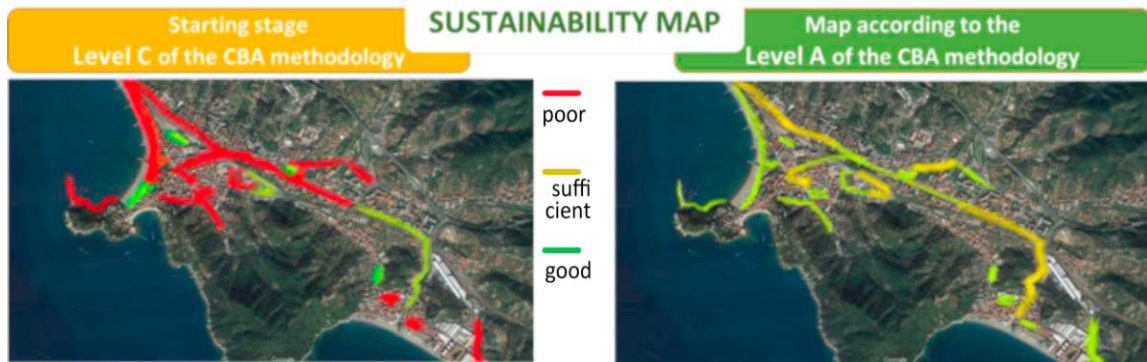 SUSTAINABILITY MAP
Starting stage
Level C of the CBA methodology
Map according to the
Level A of the CBA methodology
poor
suffi
cient
good
Google